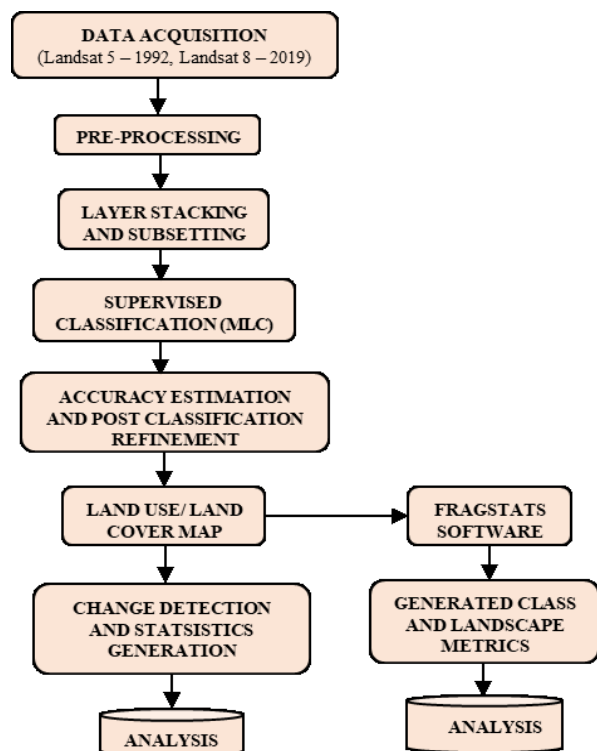 DATA ACQUISITION
(Landsat 5 – 1992, Landsat 8 – 2019)
PRE-PROCESSING
LAYER STACKING
AND SUBSETTING
SUPERVISED
CLASSIFICATION (MLC)
ACCURACY ESTIMATION
AND POST CLASSIFICATION
REFINEMENT
LAND USE/ LAND
COVER MAP
FRAGSTATS
SOFTWARE
CHANGE DETECTION
AND STATSISTICS
GENERATION
GENERATED CLASS
AND LANDSCAPE
METRICS
ANALYSIS
ANALYSIS